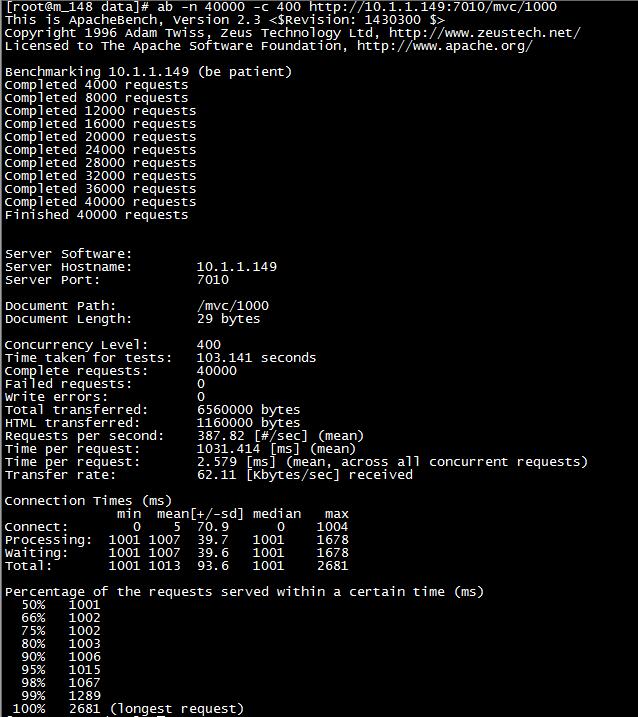 [root@m_148 data]# ab -n 40000 -c 400 http://10.1.1.149:7010/mvc/1000
This is ApacheBench, Version 2.3 <$Revision: 1430300 $>
Copyright 1996 Adam Twiss, Zeus Technology Ltd, http://www.zeustech.net/
Licensed to The Apache Software Foundation, http://www.apache.org/

Benchmarking 10.1.1.149 (be patient)
Completed 4000 requests
Completed 8000 requests
Completed 12000 requests
Completed 16000 requests
Completed 20000 requests
Completed 24000 requests
Completed 28000 requests
Completed 32000 requests
Completed 36000 requests
Completed 40000 requests
Finished 40000 requests

Server Software:
Server Hostname:        10.1.1.149
Server Port:            7010

Document Path:          /mvc/1000
Document Length:        29 bytes

Concurrency Level:      400
Time taken for tests:   103.141 seconds
Complete requests:      40000
Failed requests:        0
Write errors:           0
Total transferred:      6560000 bytes
HTML transferred:       1160000 bytes
Requests per second:    387.82 [#/sec] (mean)
Time per request:       1031.414 [ms] (mean)
Time per request:       2.579 [ms] (mean, across all concurrent requests)
Transfer rate:          62.11 [Kbytes/sec] received

Connection Times (ms)
              min  mean[+/-sd] median   max
Connect:        0    5  70.9      0    1004
Processing:  1001 1007  39.7   1001    1678
Waiting:     1001 1007  39.6   1001    1678
Total:       1001 1013  93.6   1001    2681

Percentage of the requests served within a certain time (ms)
  50%   1001
  66%   1002
  75%   1002
  80%   1003
  90%   1006
  95%   1015
  98%   1067
  99%   1289
 100%   2681 (longest request)